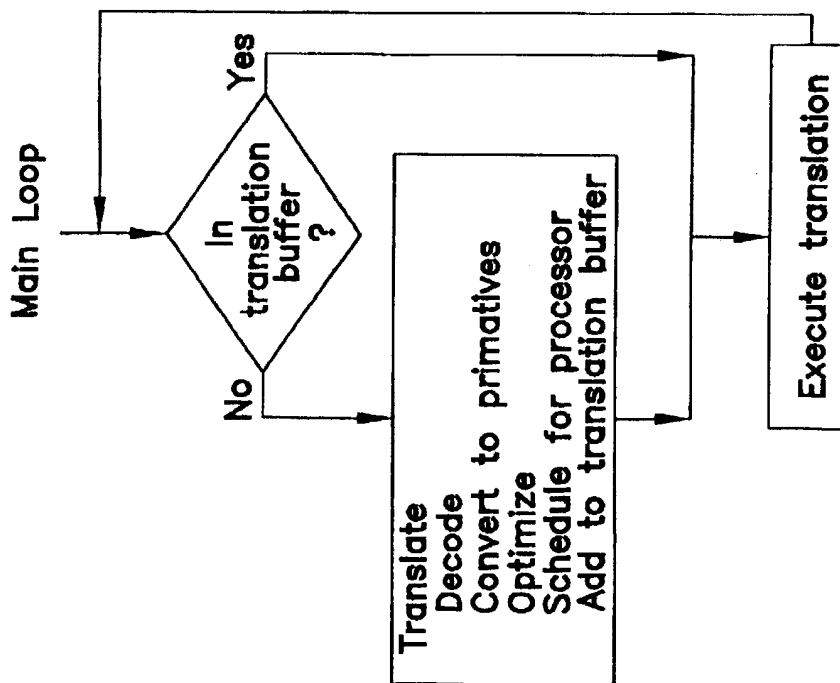 Main Loop
In
translation
buffer
?
Yes
No
Translate
Decode
Convert to primatives
Optimize
Schedule for processor
Add to translation buffer
Execute translation